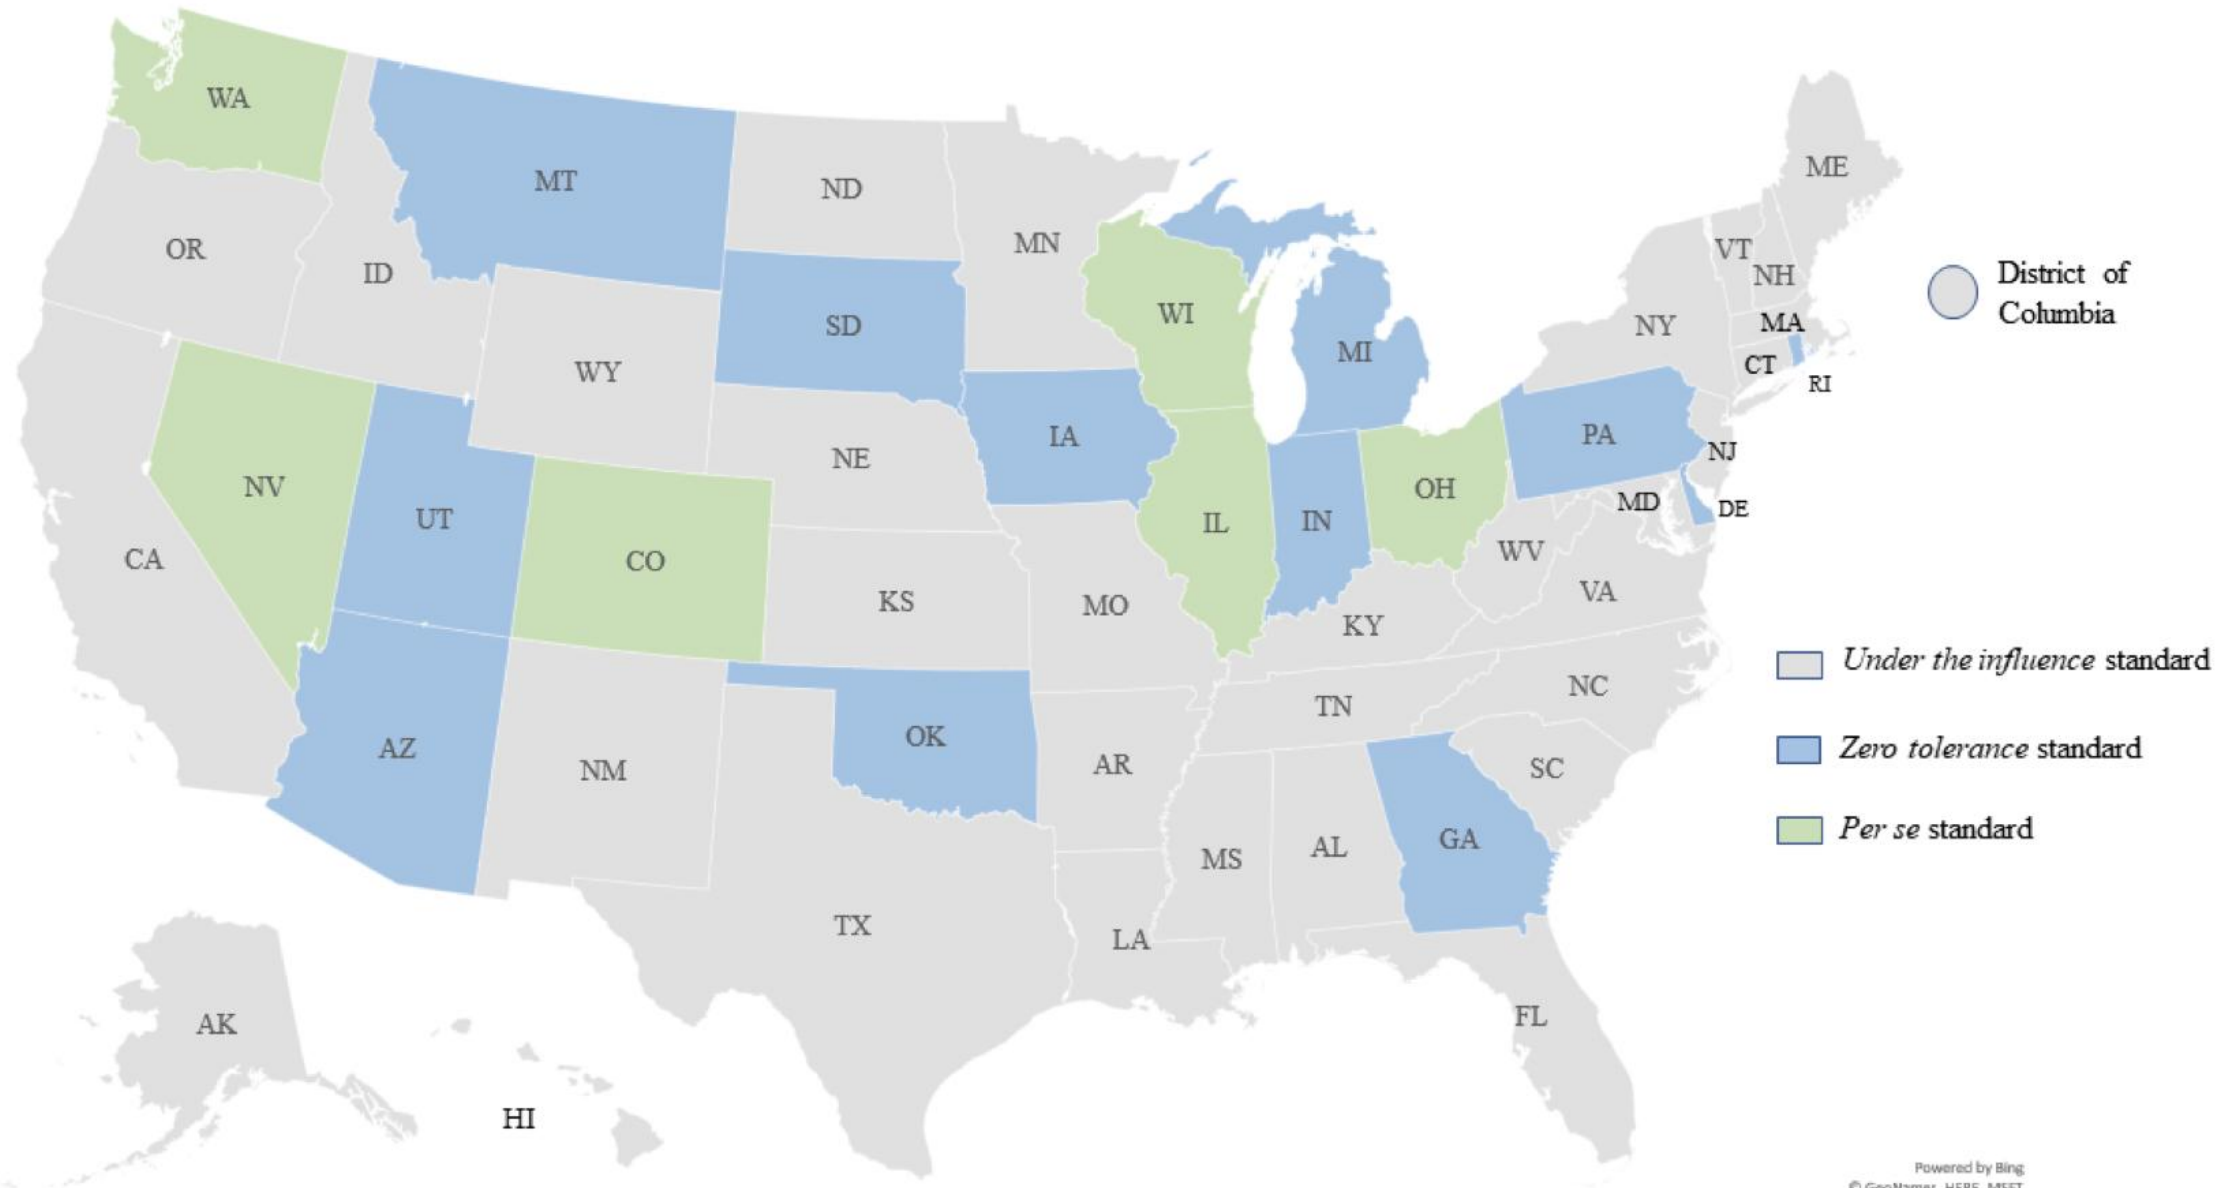 WA
MT
ND
MN
ME
OR
ID
SD
WI
MI
VT
NH
NY
MA
CT
RI
District of
Columbia
WY
NE
IA
IL
IN
OH
PA
NJ
MD
DE
NV
UT
CO
CA
KS
MO
WV
VA
KY
Under the influence standard
AZ
NM
OK
AR
TN
NC
SC
Zero tolerance standard
MS
AL
GA
Per se standard
TX
LA
FL
AK
HI
Powered by Bing
© GeoNames, HERE, MSFT